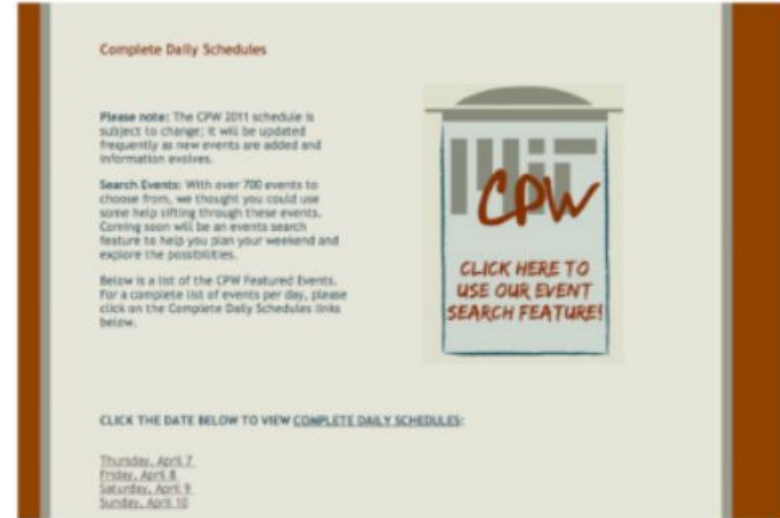 Complete Daily Schedules
Please note: The CPW 2011 schedule is
subject to change; it will be updated
frequently as new events are added and
information evolves.
Search Events: With over 700 events to
choose from, we thought you could use
some help sifting through these events.
Coming soon will be an events search
feature to help you plan your weekend and
explore the possibilities.
Below is a list of the CPW Featured Events.
For a complete list of events per day, please
click on the Complete Daily Schedules links
below.
MIT
CPW
CLICK HERE TO
USE OUR EVENT
SEARCH FEATURE!
CLICK THE DATE BELOW TO VIEW COMPLETE DAILY SCHEDULES:
Thursday, April 7
Friday, April 8
Saturday, April 9
Sunday, April 10